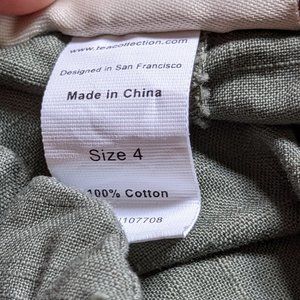 www.teacollection.com
Designed in San Francisco
Made in China
Size 4
100% Cotton